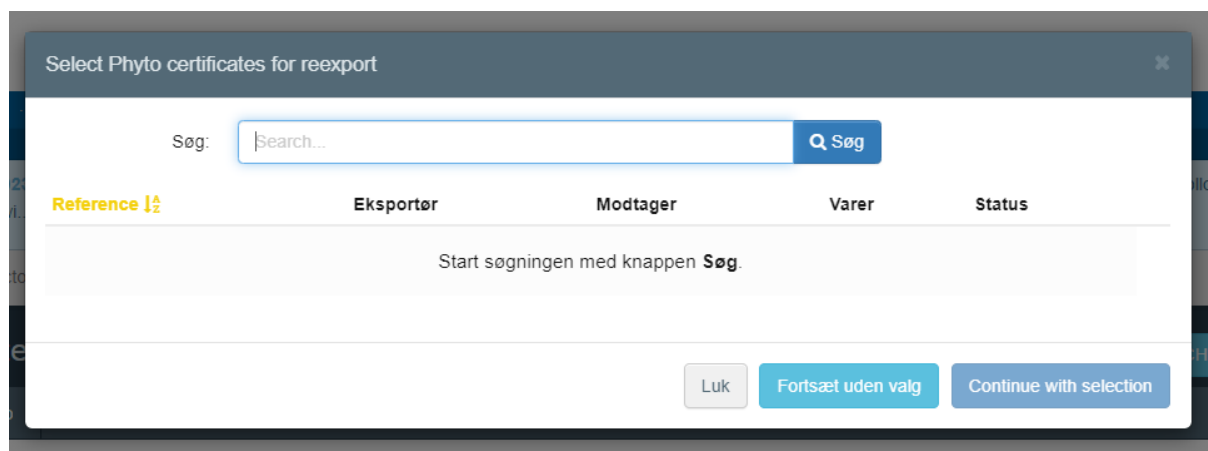 Select Phyto certificates for reexport
Søg:
Search...
Søg
Reference
Eksportør
Modtager
Varer
Status
Start søgningen med knappen Søg.
Luk
Fortsæt uden valg
Continue with selection